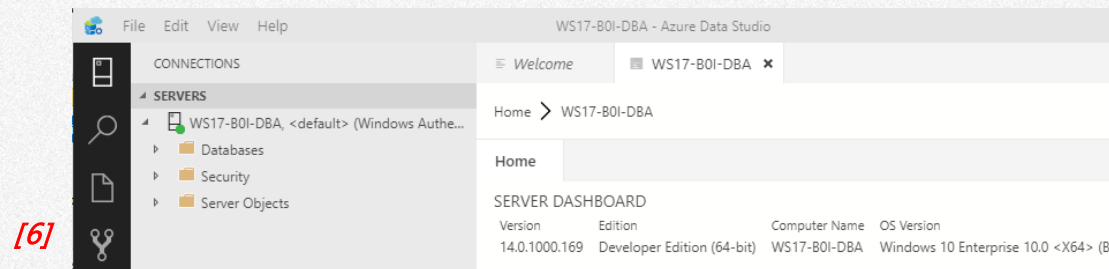 File Edit View Help WS17-B0I-DBA - Azure Data Studio
CONNECTIONS
Welcome WS17-B0I-DBA
SERVERS
WS17-B0I-DBA, <default> (Windows Authe...
Home WS17-B0I-DBA
Databases
Home
Security
Server Objects
SERVER DASHBOARD
Version Edition Computer Name OS Version
[6]
14.0.1000.169 Developer Edition (64-bit) WS17-B0I-DBA Windows 10 Enterprise 10.0 <X64> (B